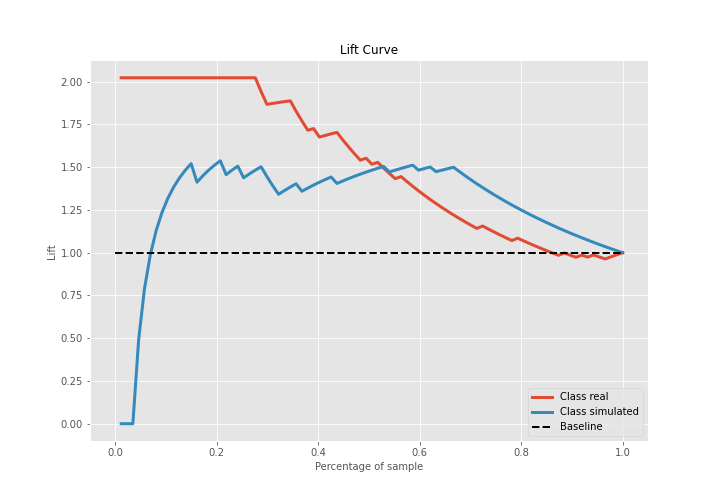 Lift Curve
2.00
1.75
1.50
1.25
1.00
0.75
0.50
0.25
0.00
Lift
0.0 0.2 0.4 0.6 0.8 1.0
Percentage of sample
Class real
Class simulated
Baseline